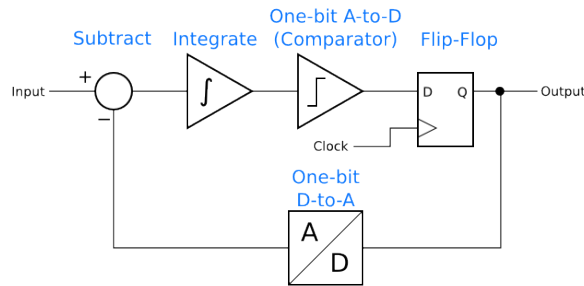 One-bit A-to-D
Subtract Integrate (Comparator) Flip-Flop
+
Input
∫
D Q
Output
−
Clock
One-bit
D-to-A
A
D